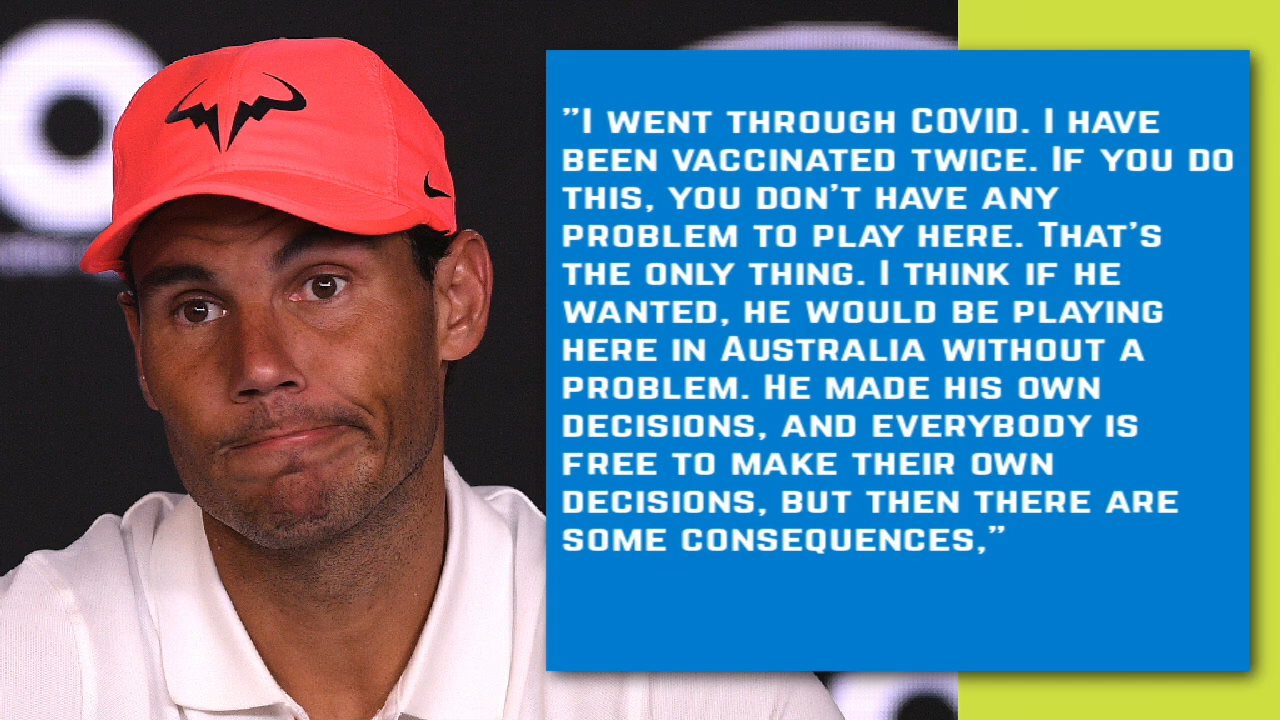 ”I WENT THROUGH COVID. I HAVE
BEEN VACCINATED TWICE. IF YOU DO
THIS, YOU DON’T HAVE ANY
PROBLEM TO PLAY HERE. THAT’S
THE ONLY THING. I THINK IF HE
WANTED, HE WOULD BE PLAYING
HERE IN AUSTRALIA WITHOUT A
PROBLEM. HE MADE HIS OWN
DECISIONS, AND EVERYBODY IS
FREE TO MAKE THEIR OWN
DECISIONS, BUT THEN THERE ARE
SOME CONSEQUENCES,”